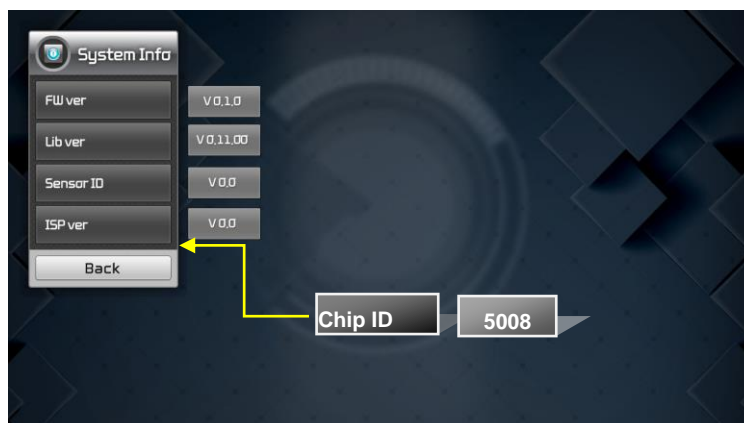 System Info
FW ver V 0.1.0
Lib ver V 0.11.00
Sensor ID V 0.0
ISP ver V 0.0
Back
Chip ID 5008